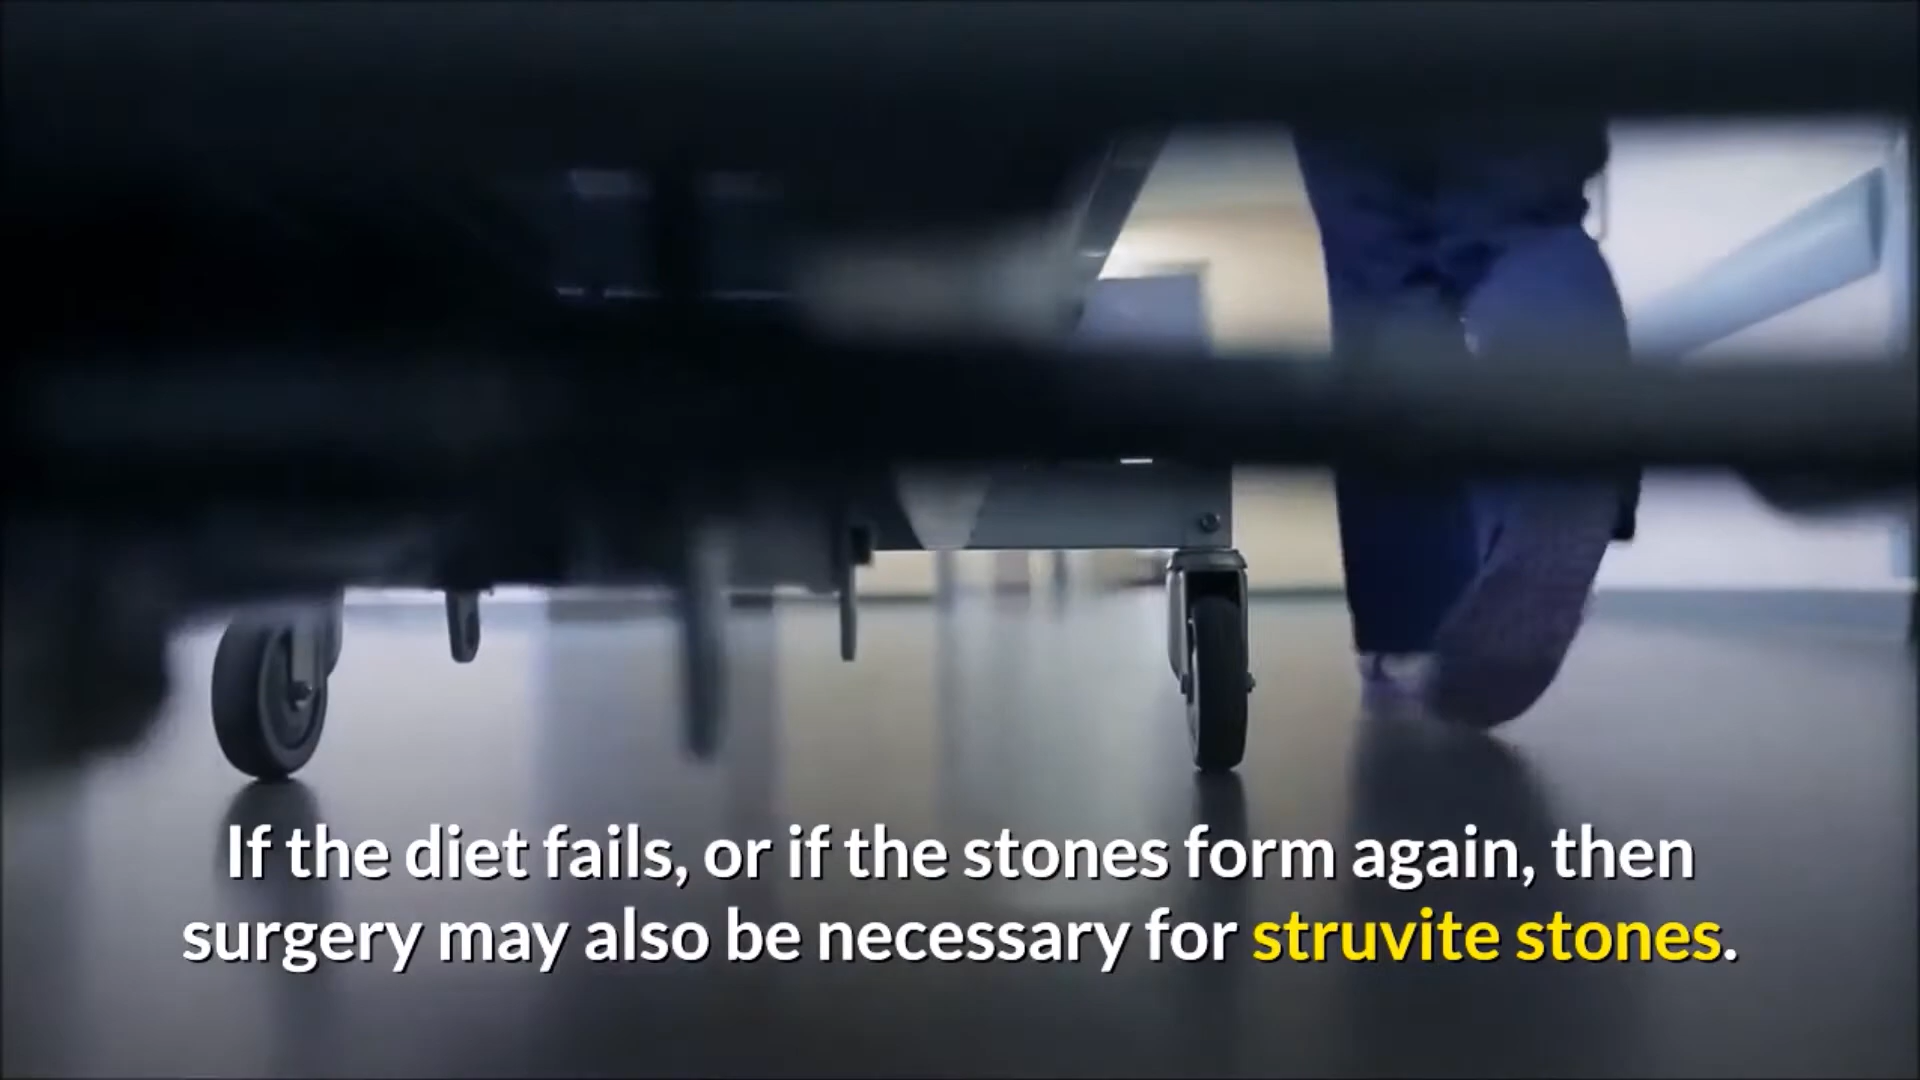 If the diet fails, or if the stones form again, then
surgery may also be necessary for struvite stones.